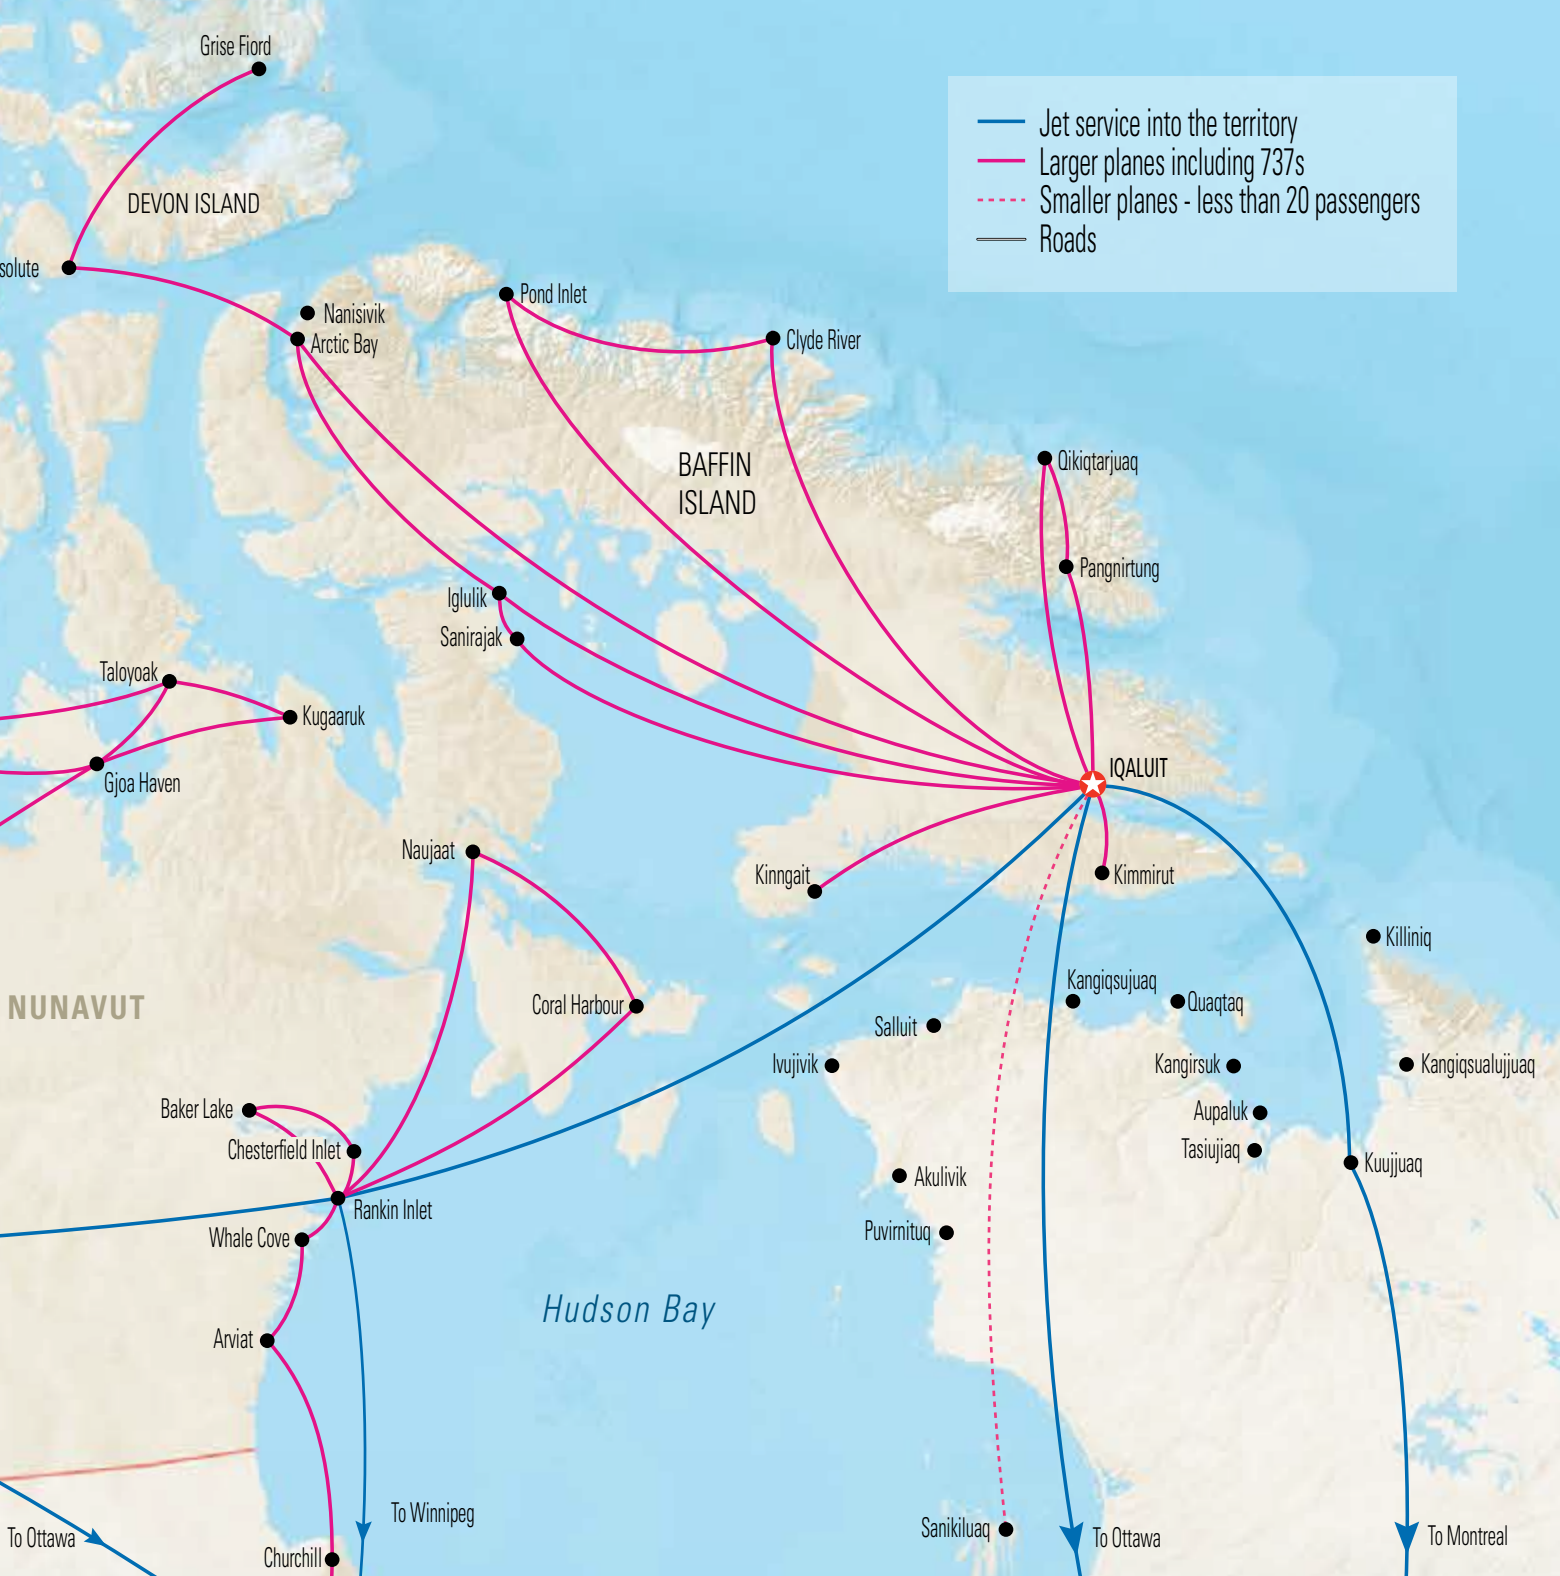 Grise Fiord
Jet service into the territory
Larger planes including 737s
Smaller planes - less than 20 passengers
Roads
DEVON ISLAND
solute
Nanisivik
Arctic Bay
Pond Inlet
Clyde River
BAFFIN
ISLAND
Qikiqtarjuaq
Pangnirtung
Iglulik
Sanirajak
Taloyoak
Kugaaruk
Gjoa Haven
IQALUIT
Naujaat
Kinngait
Kimmirut
Killiniq
NUNAVUT
Coral Harbour
Kangiqsujuaq
Quaqtaq
Salluit
Ivujivik
Kangirsuk
Kangiqsualujjuaq
Baker Lake
Aupaluk
Chesterfield Inlet
Tasiujiaq
Kuujjuaq
Akulivik
Rankin Inlet
Whale Cove
Puvirnituq
Hudson Bay
Arviat
To Winnipeg
To Ottawa
Churchill
Sanikiluaq
To Ottawa
To Montreal